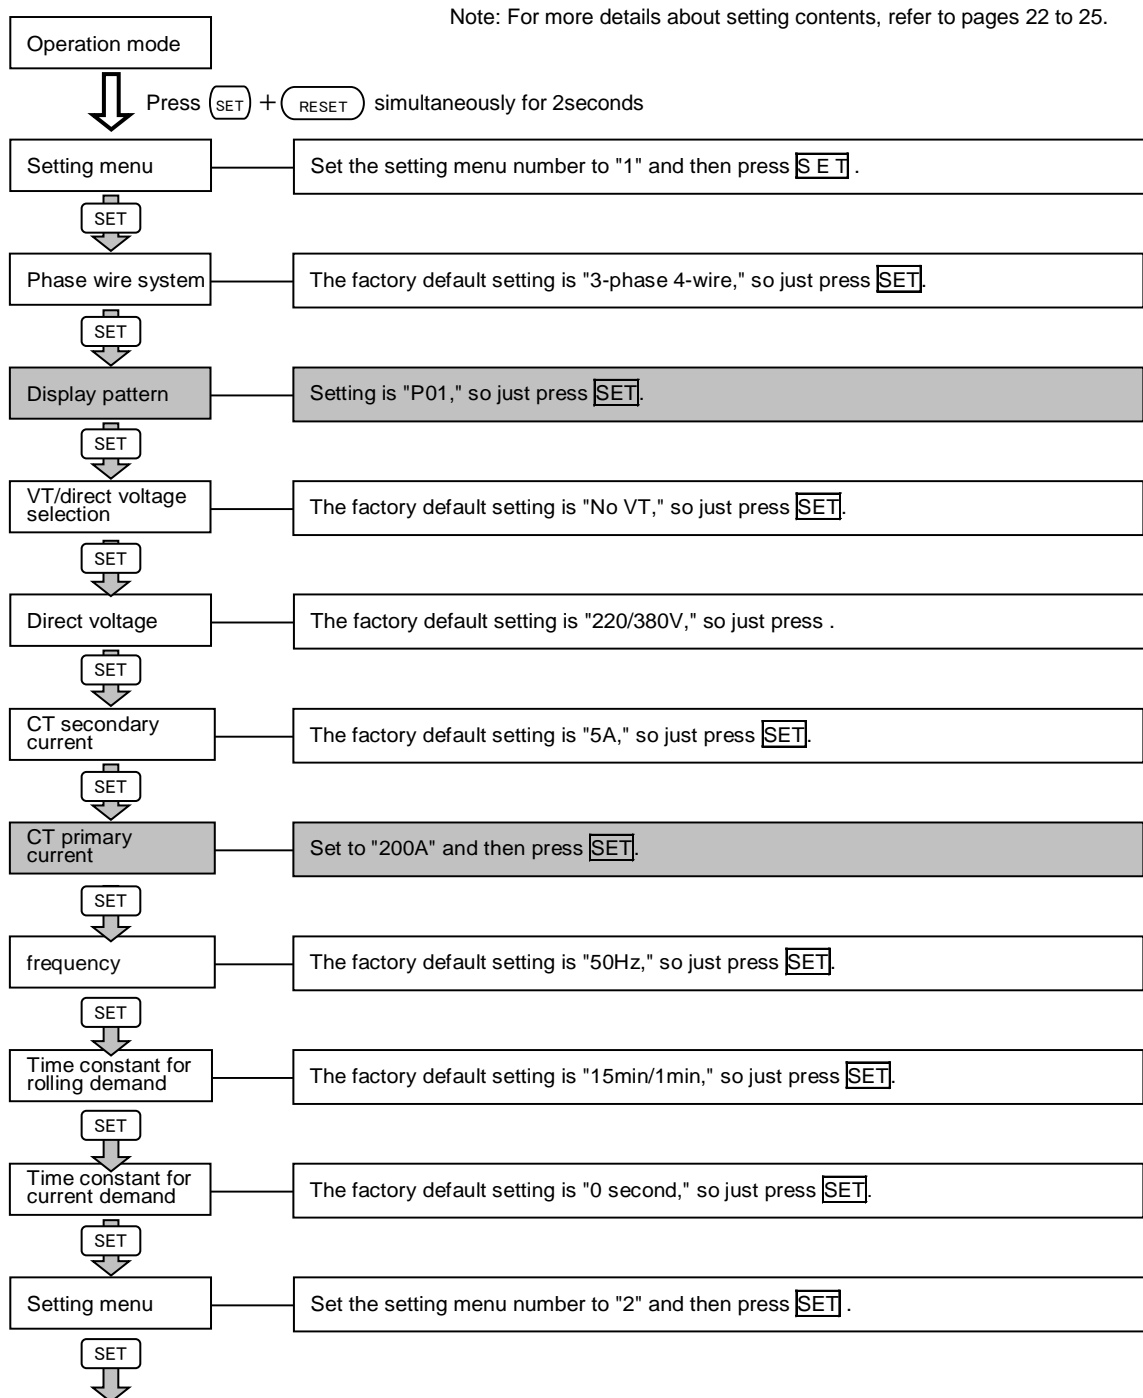 Note: For more details about setting contents, refer to pages 22 to 25.
Operation mode
Press SET + RESET simultaneously for 2seconds
Setting menu
Set the setting menu number to "1" and then press S E T .
SET
Phase wire system
The factory default setting is "3-phase 4-wire," so just press SET.
SET
Display pattern
Setting is "P01," so just press SET.
SET
VT/direct voltage
selection
The factory default setting is "No VT," so just press SET.
SET
Direct voltage
The factory default setting is "220/380V," so just press .
SET
CT secondary
current
The factory default setting is "5A," so just press SET.
SET
CT primary
current
Set to "200A" and then press SET.
SET
frequency
The factory default setting is "50Hz," so just press SET.
SET
Time constant for
rolling demand
The factory default setting is "15min/1min," so just press SET.
SET
Time constant for
current demand
The factory default setting is "0 second," so just press SET.
SET
Setting menu
Set the setting menu number to "2" and then press SET .
SET